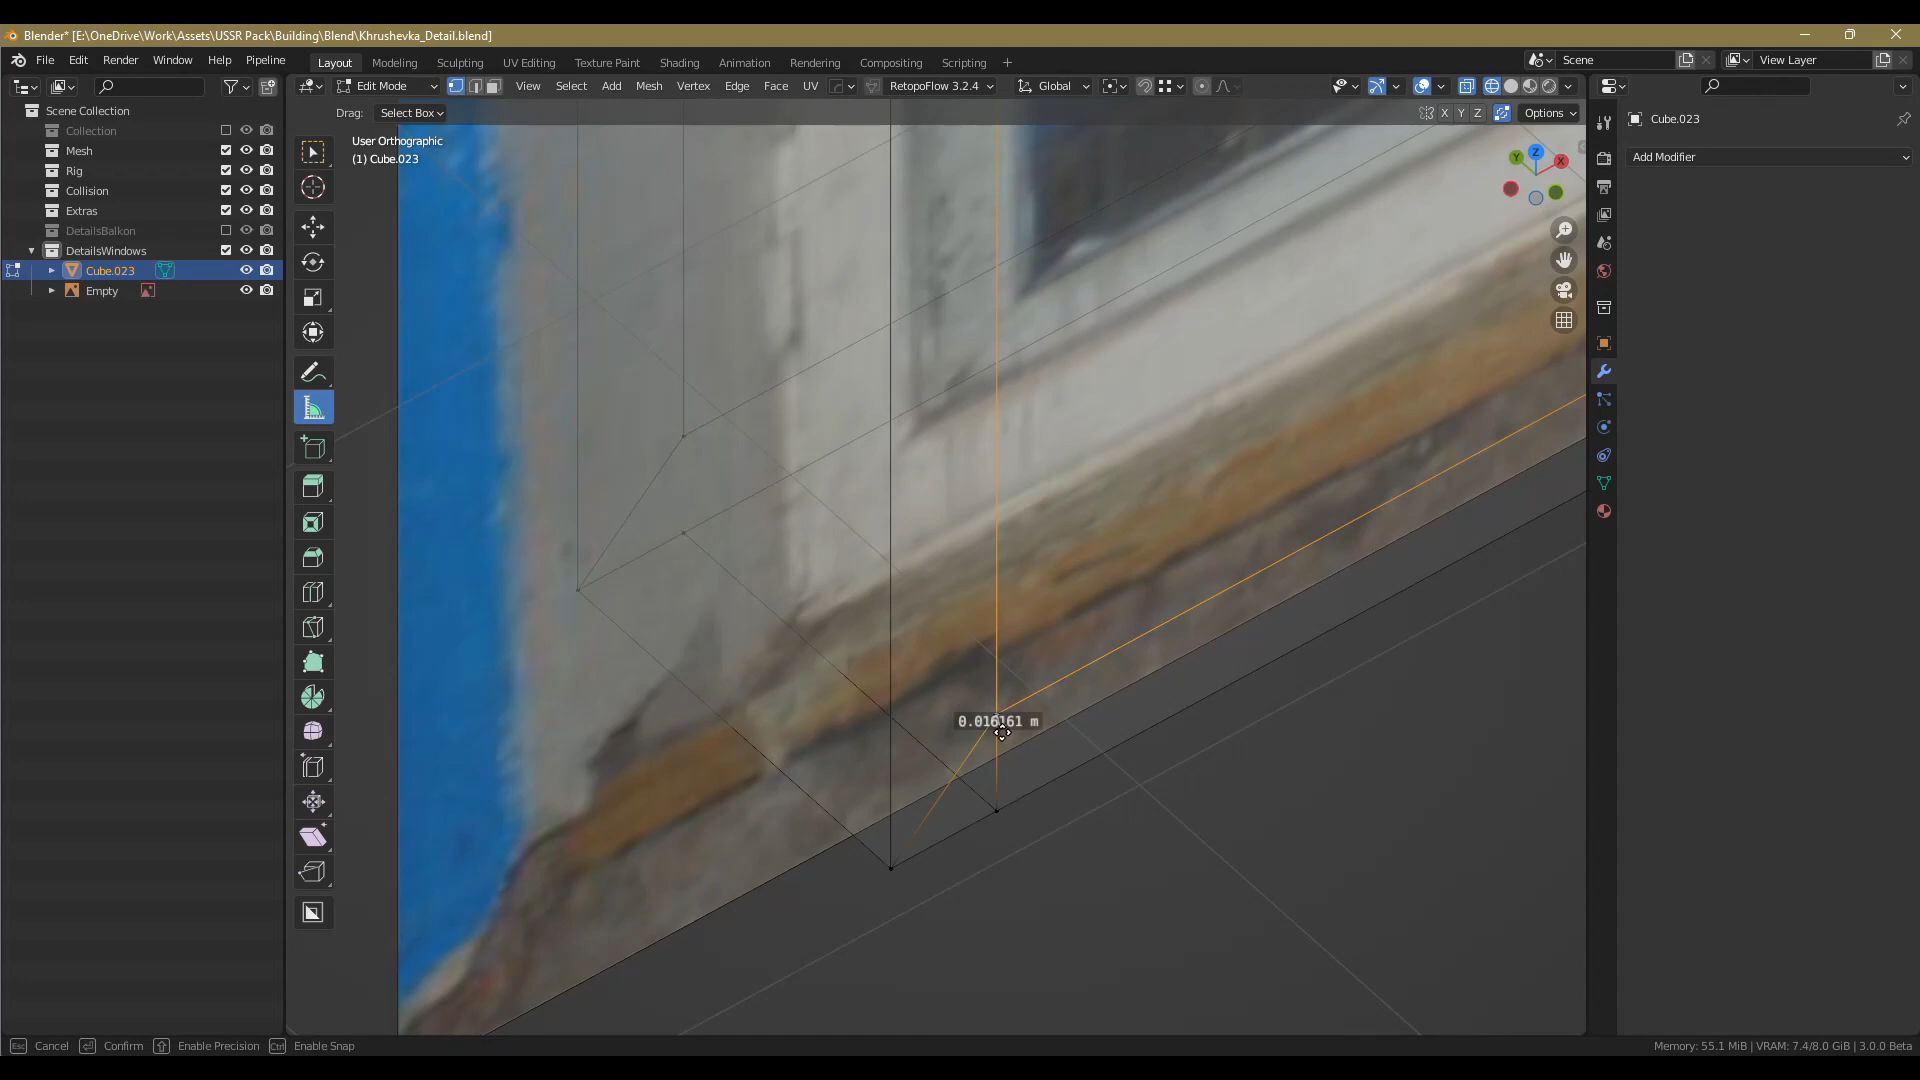 Blender* [E:\OneDrive\Work\Assets\USSR Pack\Building\Blend\Khrushevka_Detail.blend]
File Edit Render Window Help Pipeline Layout Modeling Sculpting UV Editing Texture Paint Shading Animation Rendering Compositing Scripting + Scene View Layer
Edit Mode View Select Add Mesh Vertex Edge Face UV RetopoFlow 3.2.4 Global
Drag: Select Box X Y Z Options
Scene Collection
Collection
Mesh
Rig
Collision
Extras
DetailsBalkon
DetailsWindows
Cube.023
Empty
User Orthographic
(1) Cube.023
Z
Y
X
0.016161 m
Cube.023
Add Modifier
Esc Cancel Confirm Enable Precision Ctrl Enable Snap
Memory: 55.1 MiB | VRAM: 7.4/8.0 GiB | 3.0.0 Beta